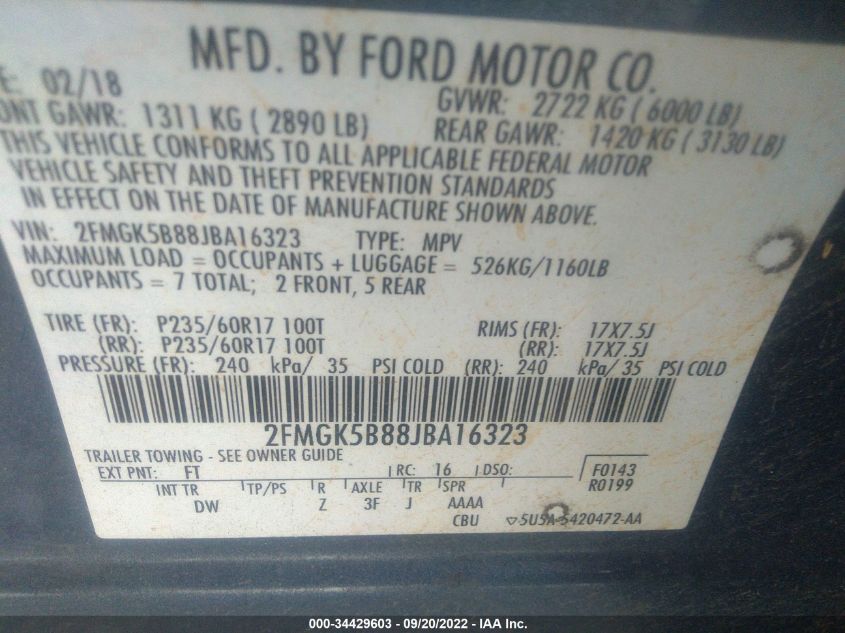 MFD. BY FORD MOTOR CO.
E: 02/18 GVWR: 2722 KG ( 6000 LB)
ONT GAWR: 1311 KG ( 2890 LB) REAR GAWR: 1420 KG ( 3130 LB)
THIS VEHICLE CONFORMS TO ALL APPLICABLE FEDERAL MOTOR
VEHICLE SAFETY AND THEFT PREVENTION STANDARDS
IN EFFECT ON THE DATE OF MANUFACTURE SHOWN ABOVE.
VIN: 2FMGK5B88JBA16323 TYPE: MPV
MAXIMUM LOAD = OCCUPANTS + LUGGAGE = 526KG/1160LB
OCCUPANTS = 7 TOTAL; 2 FRONT, 5 REAR
TIRE (FR): P235/60R17 100T RIMS (FR): 17X7.5J
(RR): P235/60R17 100T (RR): 17X7.5J
PRESSURE (FR): 240 kPa/ 35 PSI COLD (RR): 240 kPa/ 35 PSI COLD
2FMGK5B88JBA16323
TRAILER TOWING - SEE OWNER GUIDE
EXT PNT: FT RC: 16 DSO: F0143
R0199
INT TR TP/PS R AXLE TR SPR
DW Z 3F J AAAA
CBU 5U5A-5420472-AA
000-34429603 - 09/20/2022 - IAA Inc.